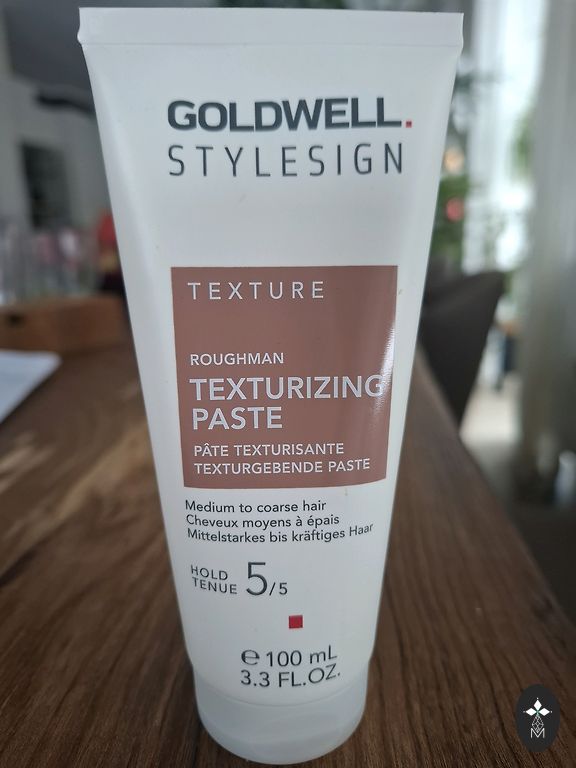 GOLDWELL.
STYLESIGN
TEXTURE
ROUGHMAN
TEXTURIZING
PASTE
PÂTE TEXTURISANTE
TEXTURGEBENDE PASTE
Medium to coarse hair
Cheveux moyens à épais
Mittelstarkes bis kräftiges Haar
HOLD
TENUE 5/5
℮ 100 mL
3.3 FL.OZ.
M